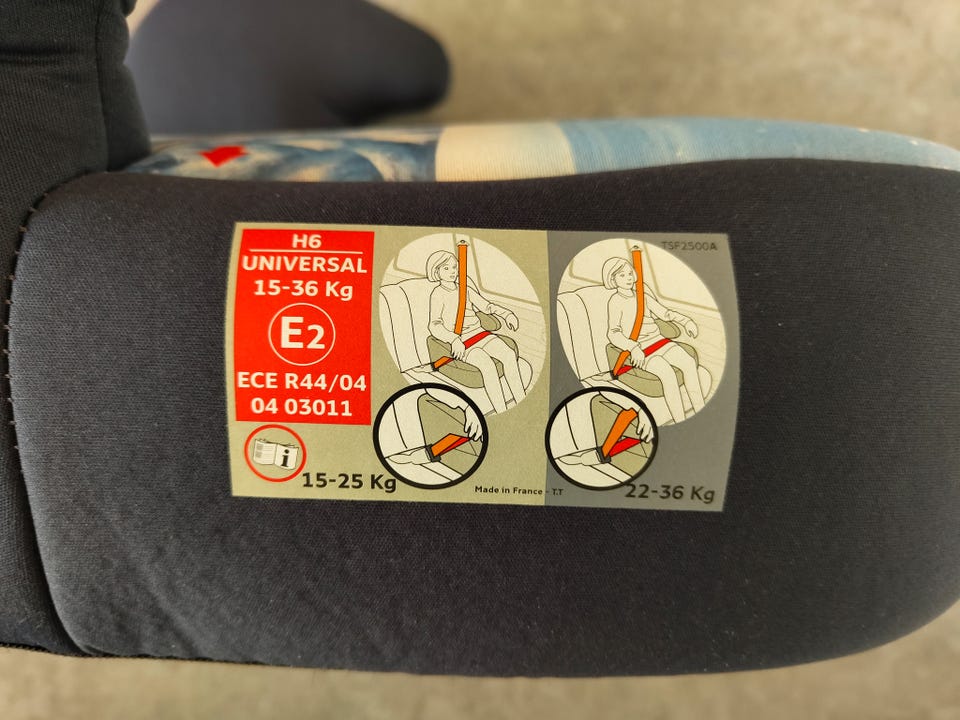 H6
UNIVERSAL
15-36 Kg
E2
ECE R44/04
04 03011
i
15-25 Kg
Made in France - T.T
TSF2500A
22-36 Kg